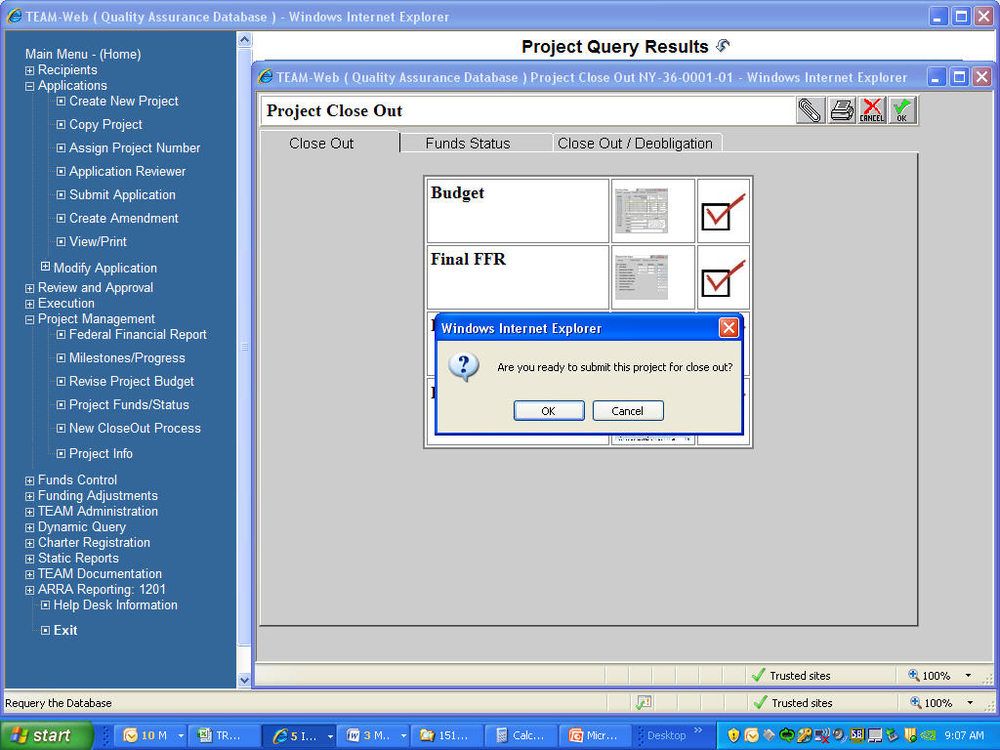 TEAM-Web ( Quality Assurance Database ) - Windows Internet Explorer
Main Menu - (Home)
Recipients
Applications
Create New Project
Copy Project
Assign Project Number
Application Reviewer
Submit Application
Create Amendment
View/Print
Modify Application
Review and Approval
Execution
Project Management
Federal Financial Report
Milestones/Progress
Revise Project Budget
Project Funds/Status
New CloseOut Process
Project Info
Funds Control
Funding Adjustments
TEAM Administration
Dynamic Query
Charter Registration
Static Reports
TEAM Documentation
ARRA Reporting: 1201
Help Desk Information
Exit
Project Query Results
TEAM-Web ( Quality Assurance Database ) Project Close Out NY-36-0001-01 - Windows Internet Explorer
Project Close Out
CANCEL
OK
Close Out
Funds Status
Close Out / Deobligation
Budget
Final FFR
Windows Internet Explorer
Are you ready to submit this project for close out?
OK
Cancel
Trusted sites
100%
Requery the Database
Trusted sites
100%
start
10 M
TR...
5 I...
3 M...
151...
Calc...
Micr...
Desktop
9:07 AM